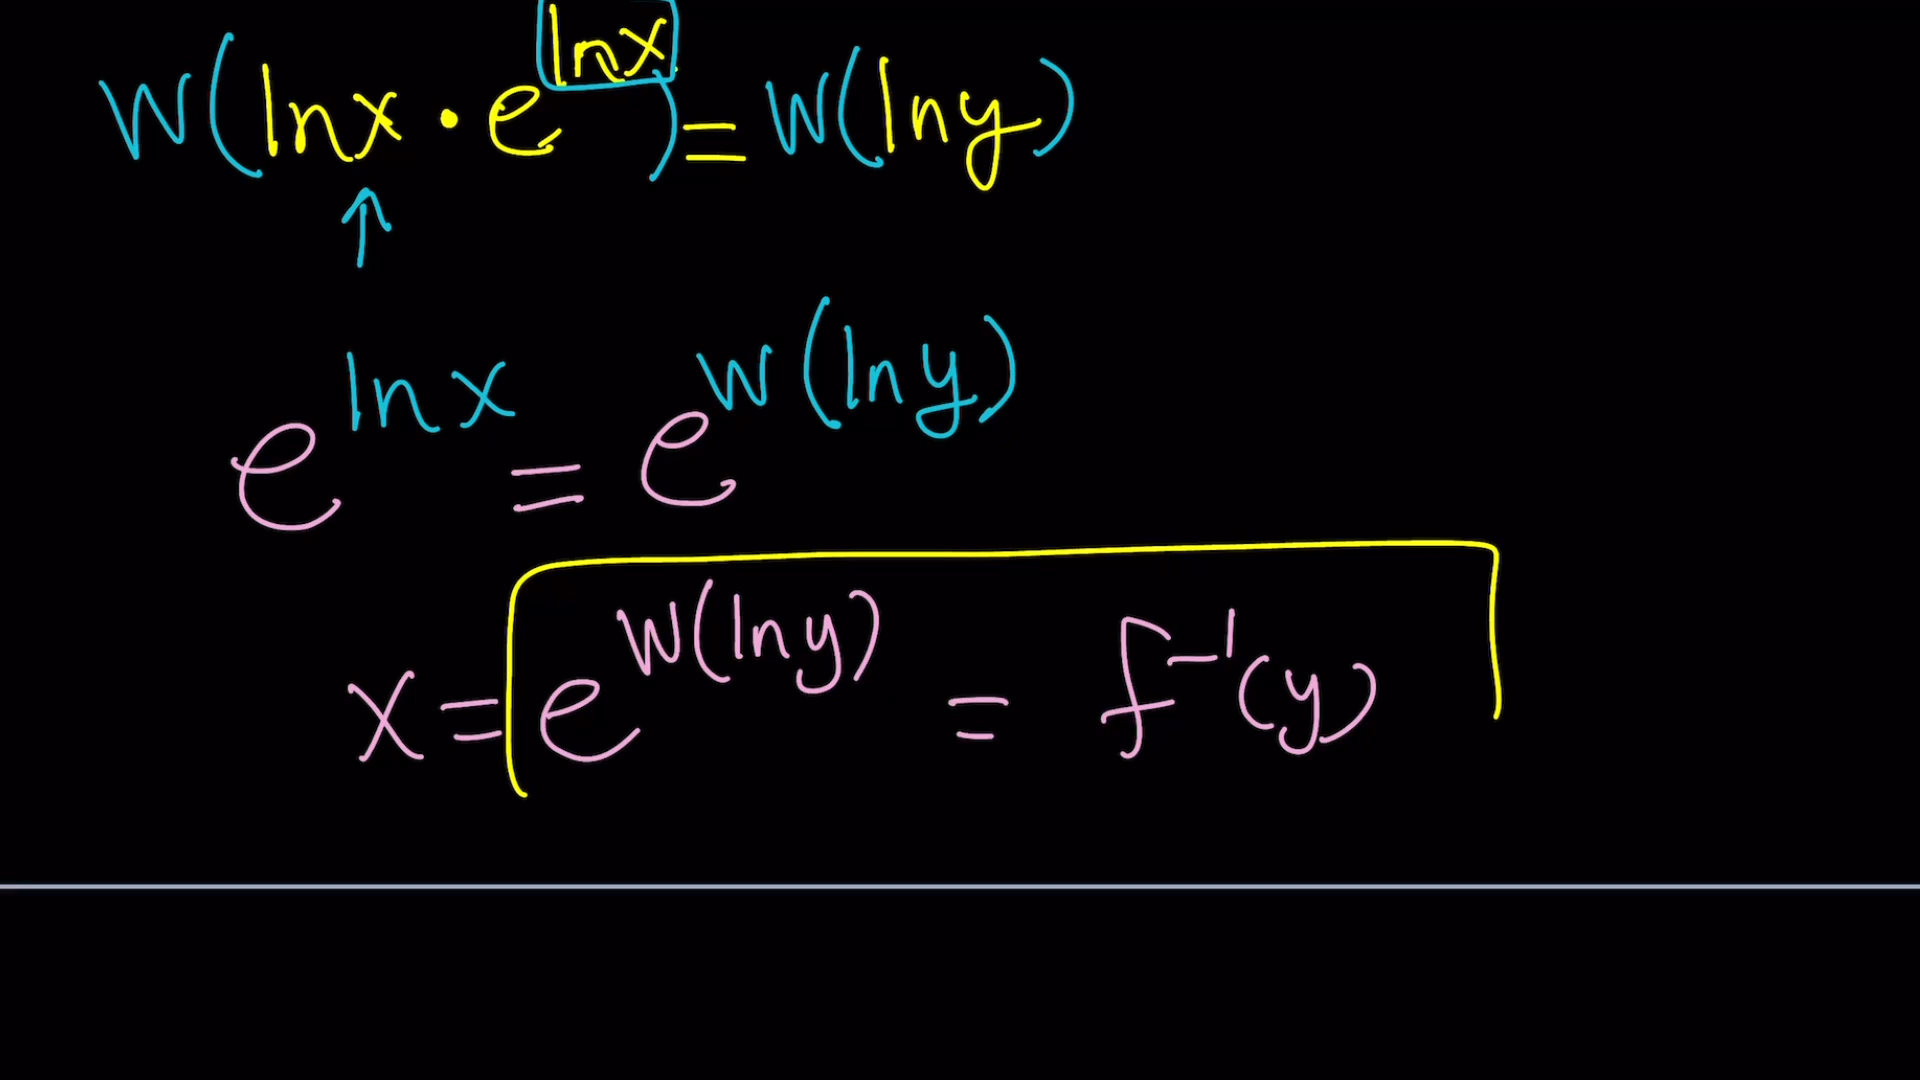 W(lnx · e^lnx) = W(lny)
e^lnx = e^W(lny)
x = e^W(lny) = f^-1(y)